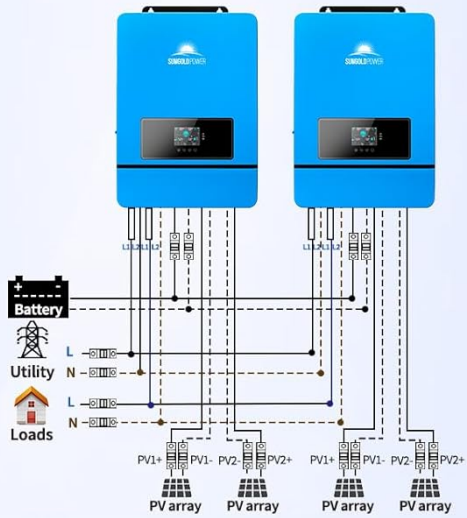 SUNGOLDPOWER
SUNGOLDPOWER
L1 L2 L1 L2
L1 L2 L1 L2
+ -
Battery
Utility
L
N
Loads
L
N
PV1+ PV1- PV2- PV2+ PV1+ PV1- PV2- PV2+
PV array PV array PV array PV array